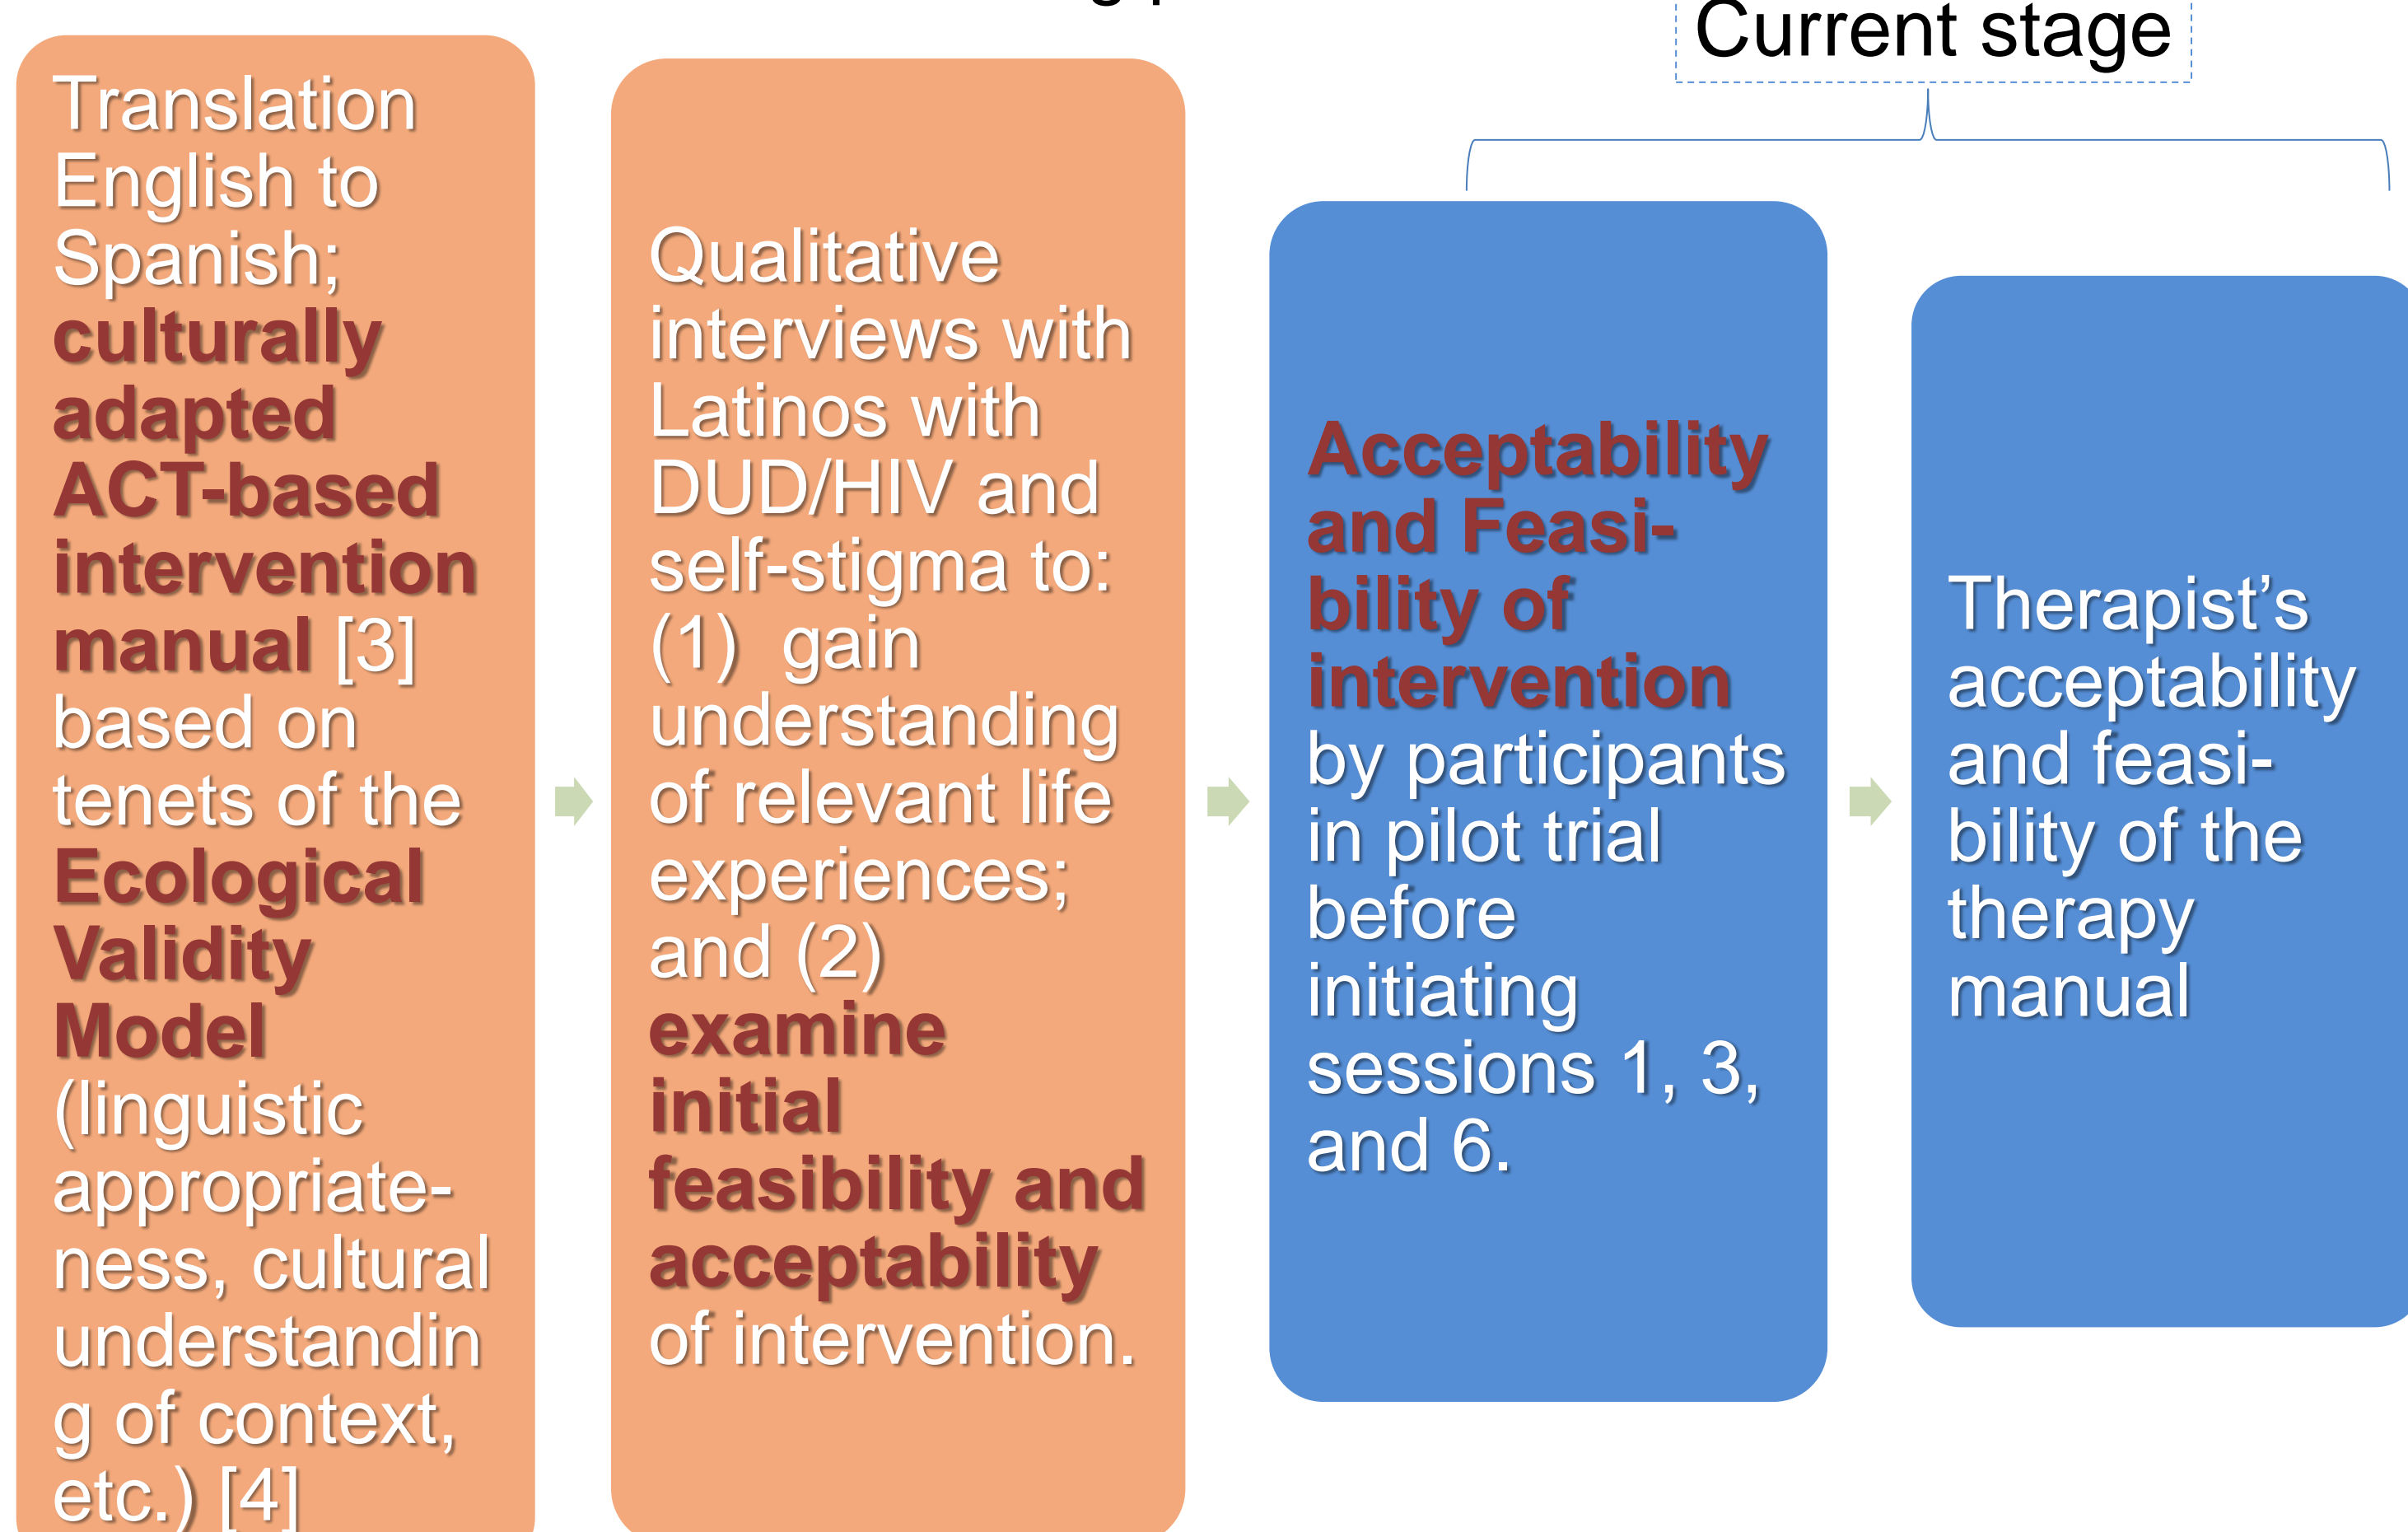 Current stage
Translation
English to
Spanish;
culturally
adapted
ACT-based
intervention
manual [3]
based on
tenets of the
Ecological
Validity
Model
(linguistic
appropriate-
ness, cultural
understandin
g of context,
etc.) [4]
Qualitative
interviews with
Latinos with
DUD/HIV and
self-stigma to:
(1) gain
understanding
of relevant life
experiences;
and (2)
examine
initial
feasibility and
acceptability
of intervention.
Acceptability
and Feasi-
bility of
intervention
by participants
in pilot trial
before
initiating
sessions 1, 3,
and 6.
Therapist’s
acceptability
and feasi-
bility of the
therapy
manual